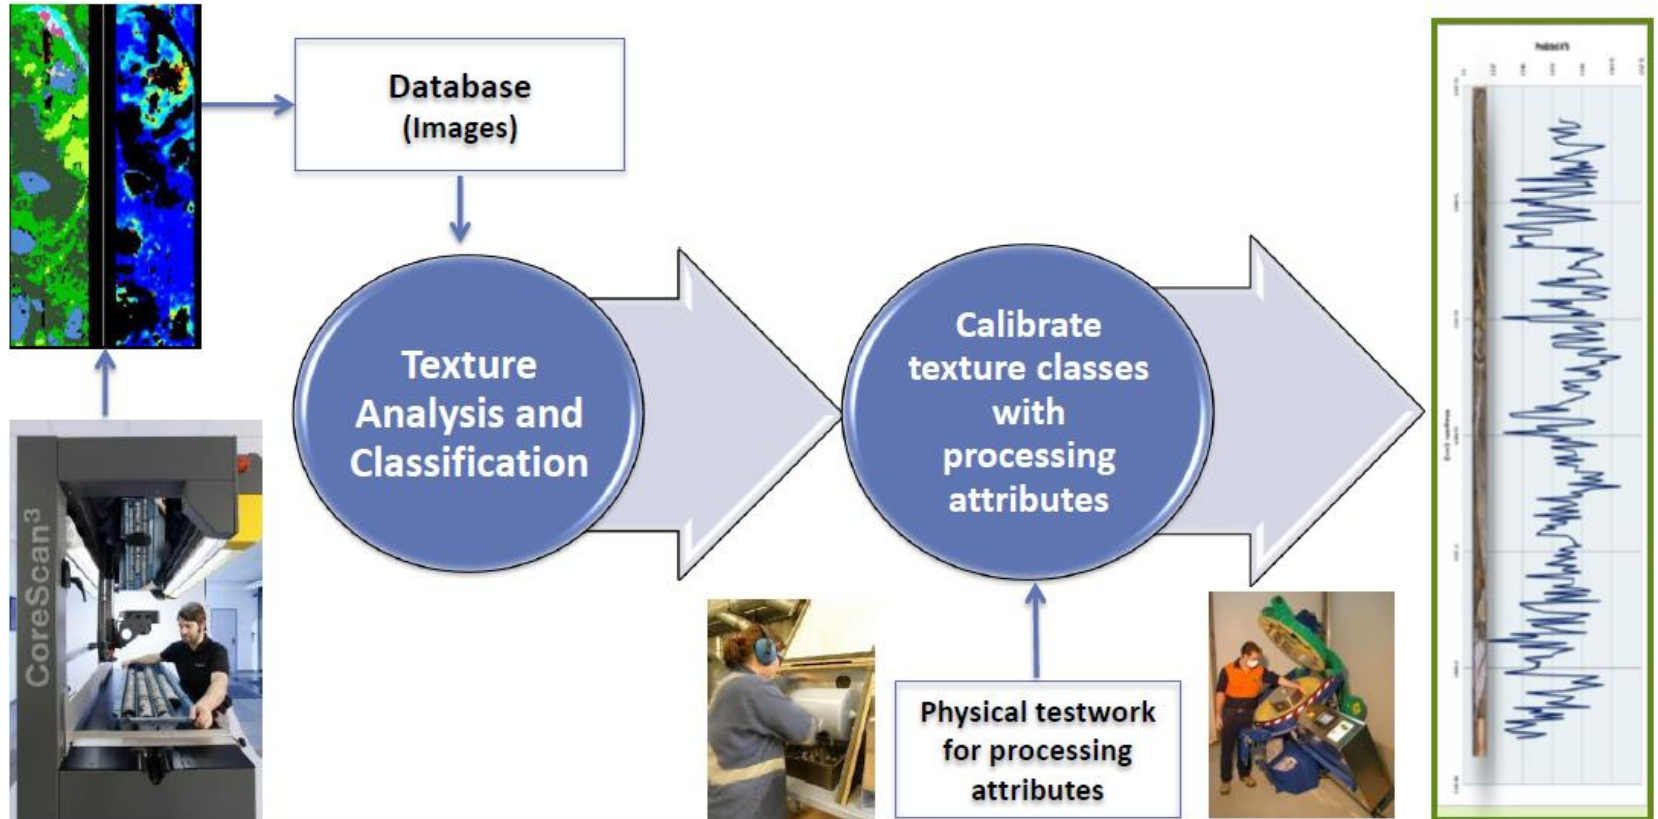 Database
(Images)
Texture
Analysis and
Classification
Calibrate
texture classes
with
processing
attributes
Physical testwork
for processing
attributes
CoreScan³